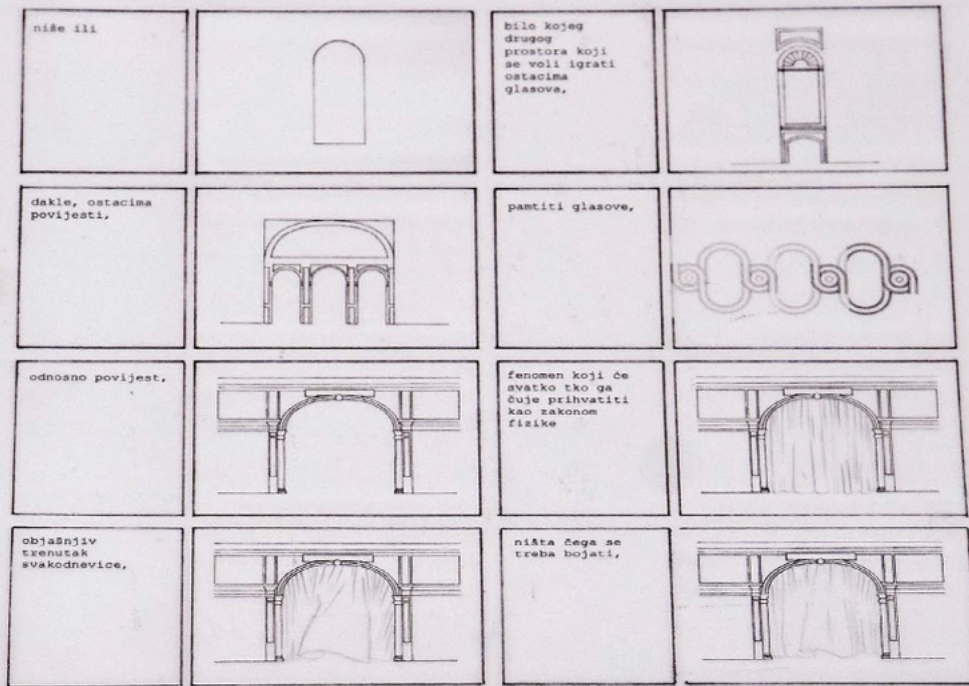 niše ili
bilo kojeg
drugog
prostora koji
se voli igrati
ostacima
glasova,
dakle, ostacima
povijesti,
pamtiti glasove,
odnosno povijest,
fenomen koji će
svatko tko ga
čuje prihvatiti
kao zakonom
fizike
objašnjiv
trenutak
svakodnevice,
ništa čega se
treba bojati,